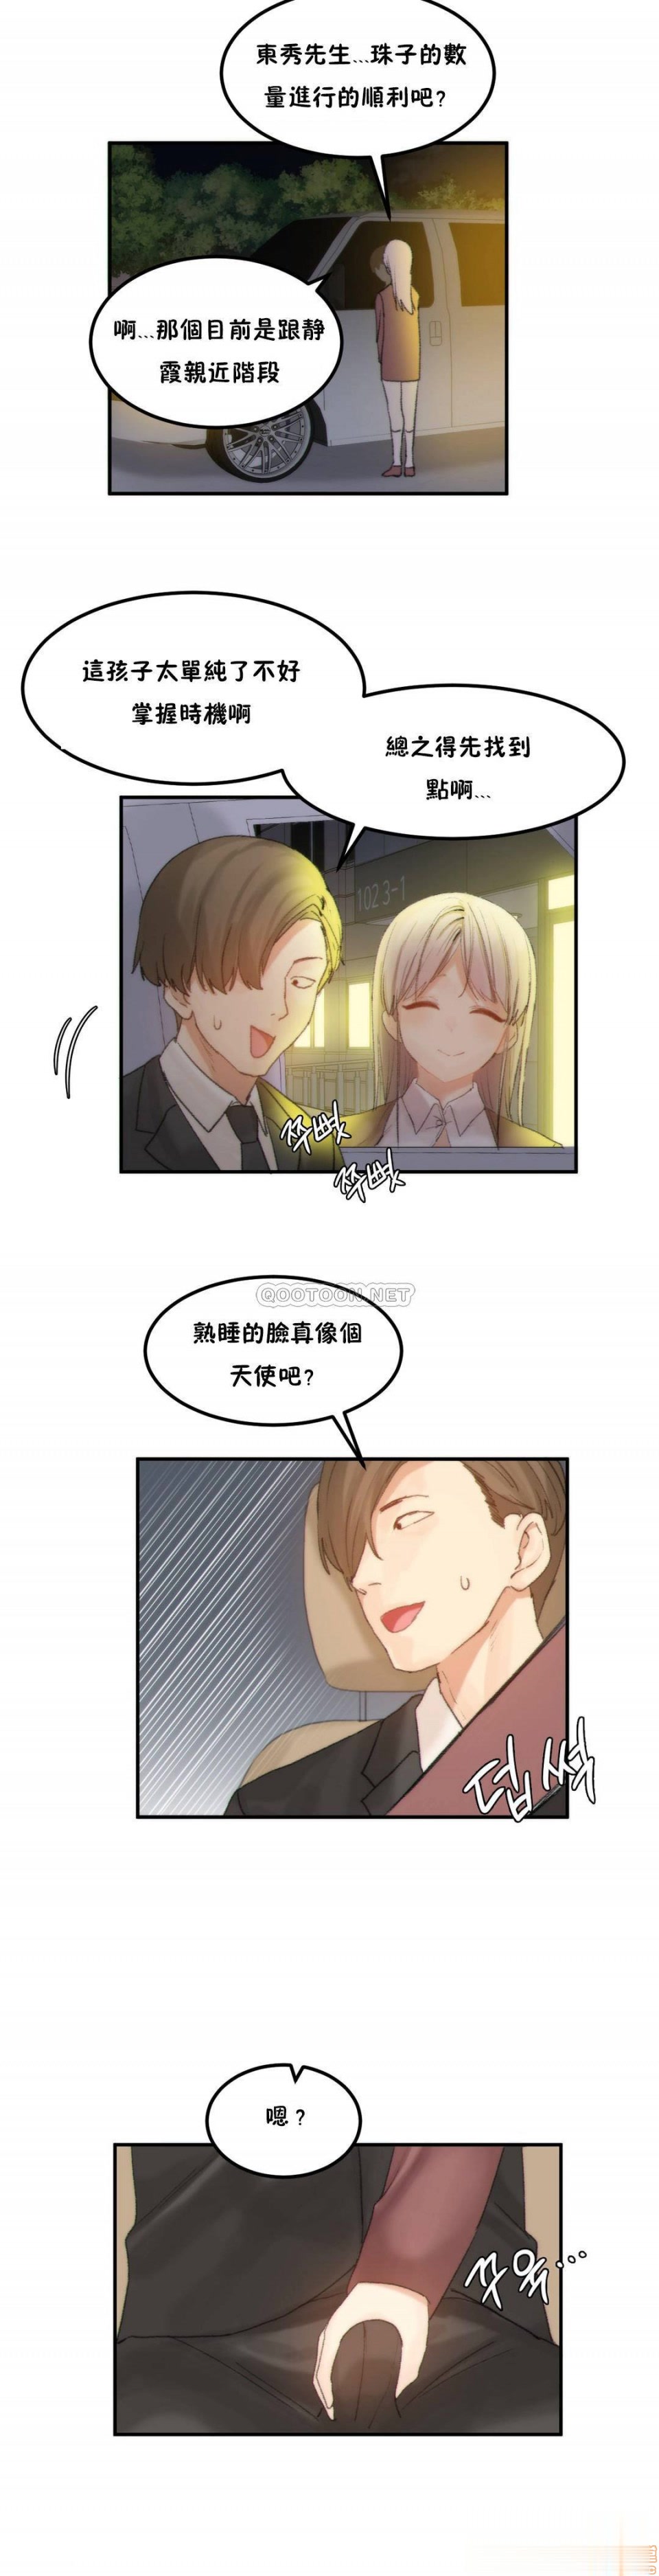 東秀先生...珠子的數
量進行的順利吧?
啊...那個目前是跟静
霞親近階段
這孩子太單純了不好
掌握時機啊
總之得先找到
點啊...
1023-1
쭈뼛
쭈뼛
QOOTOON.NET
熟睡的臉真像個
天使吧?
덥썩
嗯?
꾸욱...